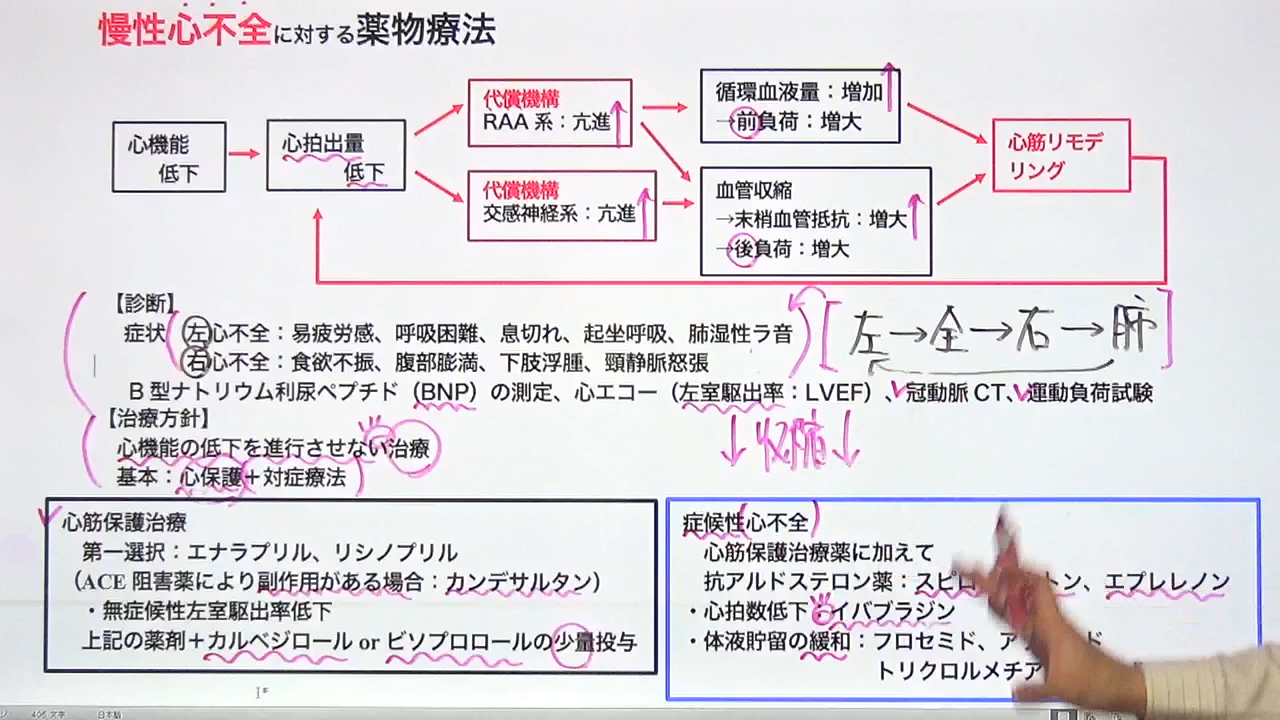 慢性心不全に対する薬物療法
心機能
低下
心拍出量
低下
代償機構
RAA 系：亢進
代償機構
交感神経系：亢進
循環血液量：増加
→前負荷：増大
血管収縮
→末梢血管抵抗：増大
→後負荷：増大
心筋リモデ
リング
【診断】
症状 左心不全：易疲労感、呼吸困難、息切れ、起坐呼吸、肺湿性ラ音
右心不全：食欲不振、腹部膨満、下肢浮腫、頸静脈怒張
左→全→右→肺
B 型ナトリウム利尿ペプチド（BNP）の測定、心エコー（左室駆出率：LVEF）、冠動脈 CT、運動負荷試験
【治療方針】
心機能の低下を進行させない治療
基本：心保護＋対症療法
↓収縮↓
心筋保護治療
第一選択：エナラプリル、リシノプリル
（ACE 阻害薬により副作用がある場合：カンデサルタン）
・無症候性左室駆出率低下
上記の薬剤＋カルベジロール or ビソプロロールの少量投与
症候性(心不全)
心筋保護治療薬に加えて
抗アルドステロン薬：スピロ トン、エプレレノン
・心拍数低下：イバブラジン
・体液貯留の緩和：フロセミド、ア ド
トリクロルメチア
日本語